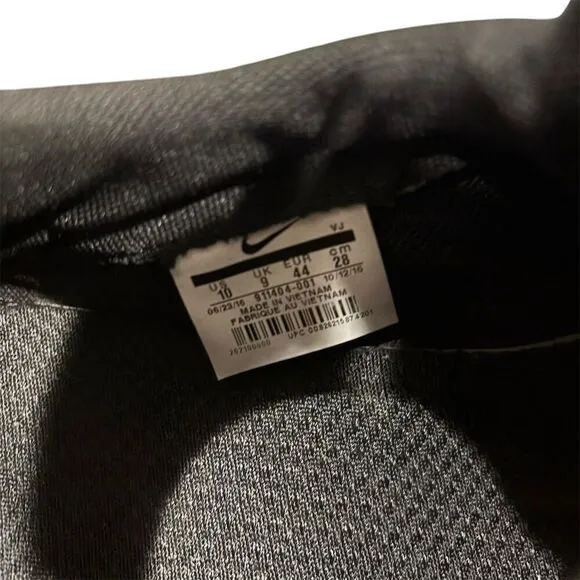 VJ
US UK EUR cm
10 9 44 28
06/23/16 911404-001 10/12/16
MADE IN VIETNAM
FABRIQUE AU VIETNAM
UPC